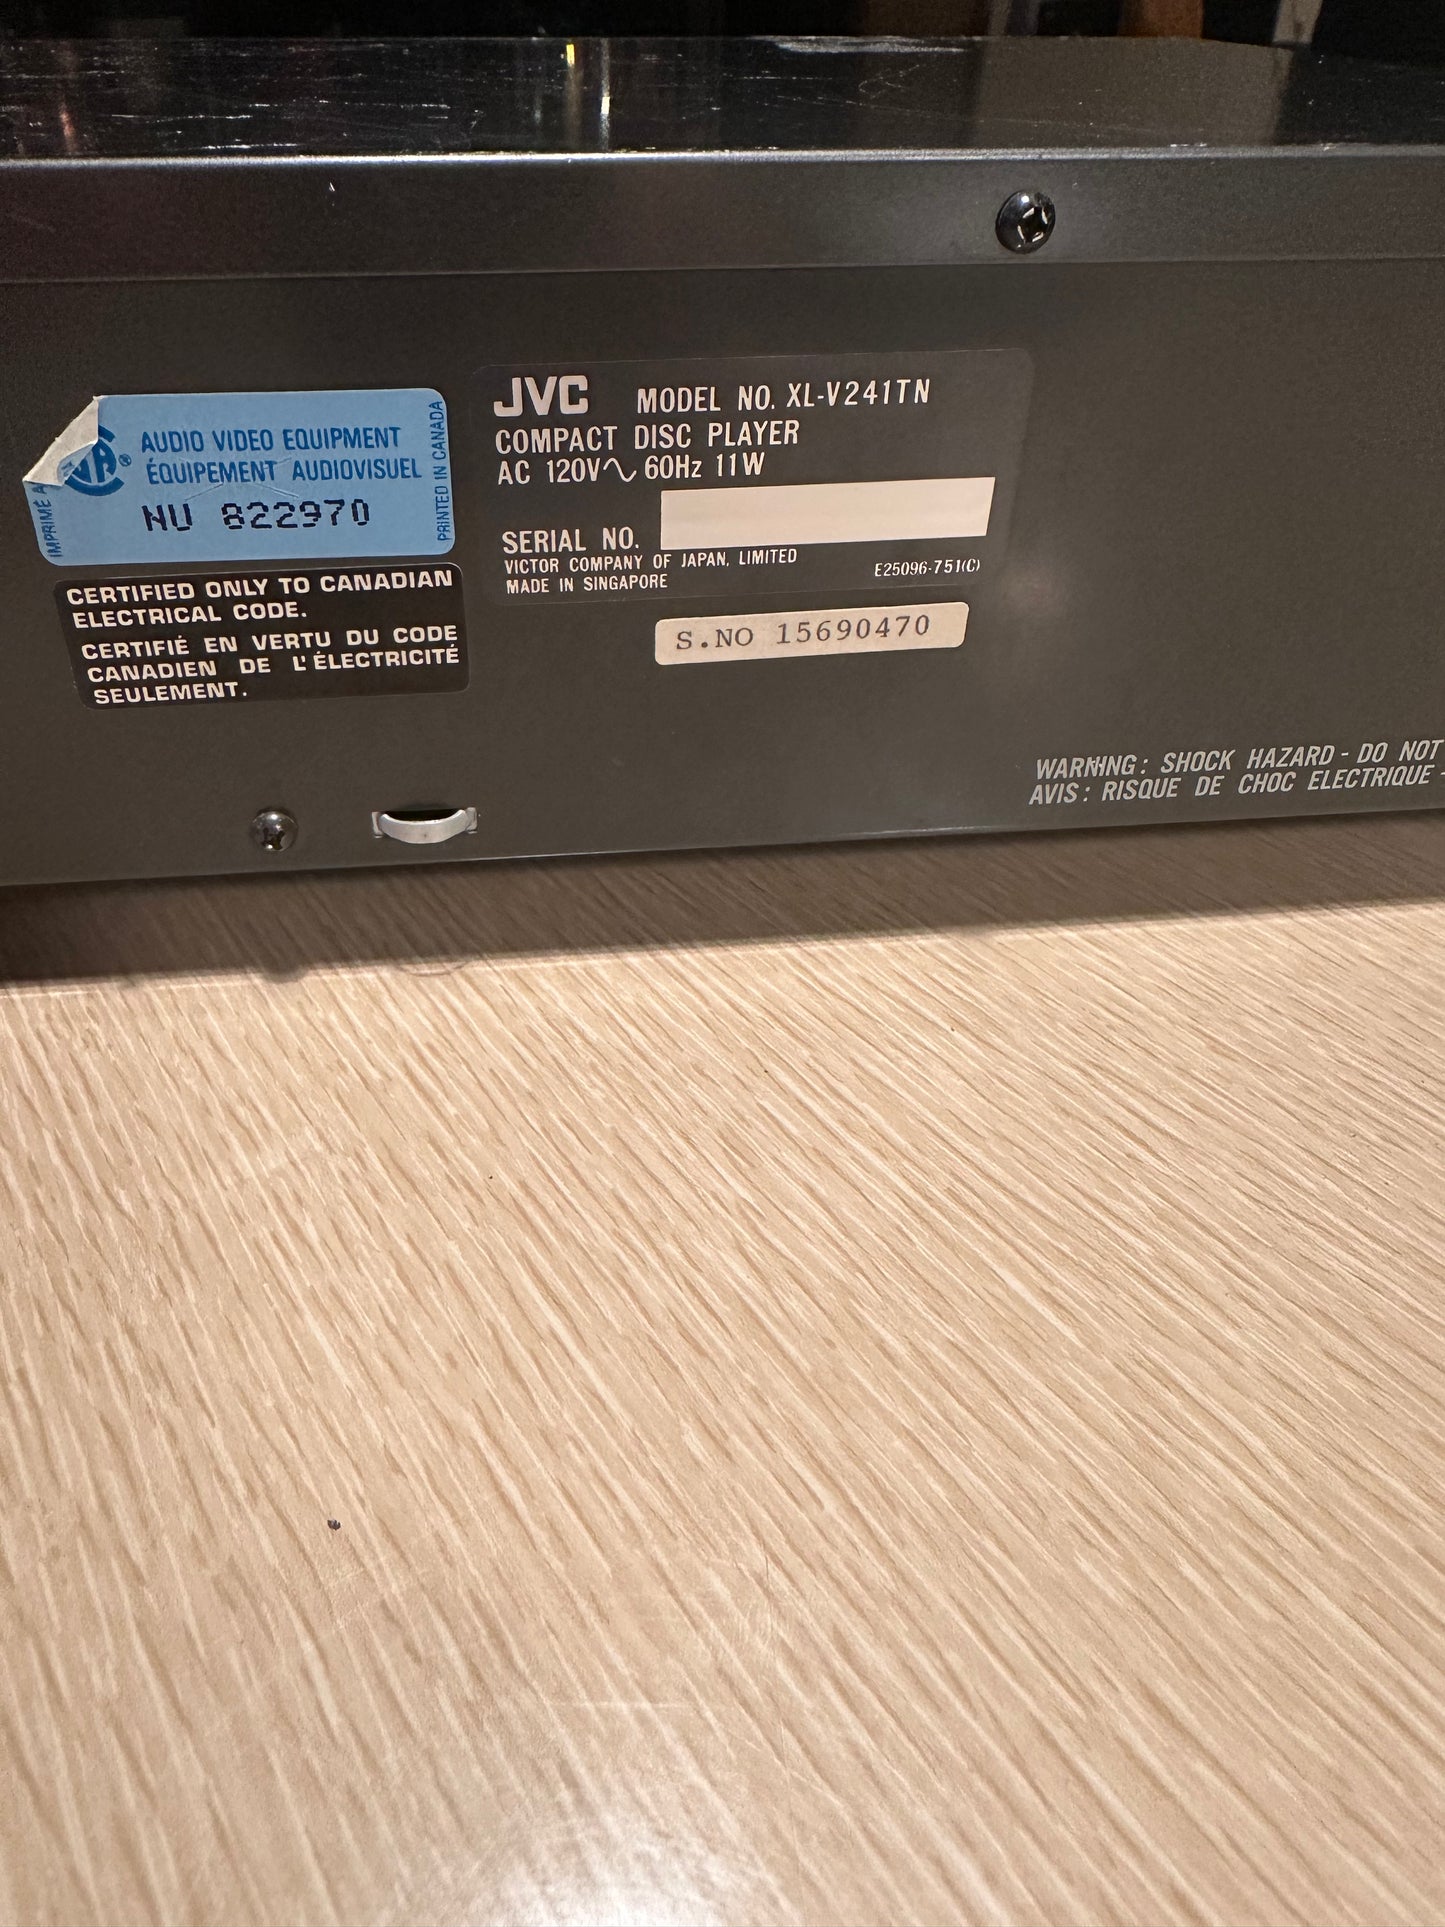 AUDIO VIDEO EQUIPMENT
ÉQUIPEMENT AUDIOVISUEL
NU 822970
IMPRIMÉ A
PRINTED IN CANADA
CERTIFIED ONLY TO CANADIAN
ELECTRICAL CODE.
CERTIFIÉ EN VERTU DU CODE
CANADIEN DE L'ÉLECTRICITÉ
SEULEMENT.
JVC MODEL NO. XL-V241TN
COMPACT DISC PLAYER
AC 120V∿ 60Hz 11W
SERIAL NO.
VICTOR COMPANY OF JAPAN, LIMITED
MADE IN SINGAPORE
E25096-751(C)
S.NO 15690470
WARNING: SHOCK HAZARD - DO NOT
AVIS: RISQUE DE CHOC ELECTRIQUE -